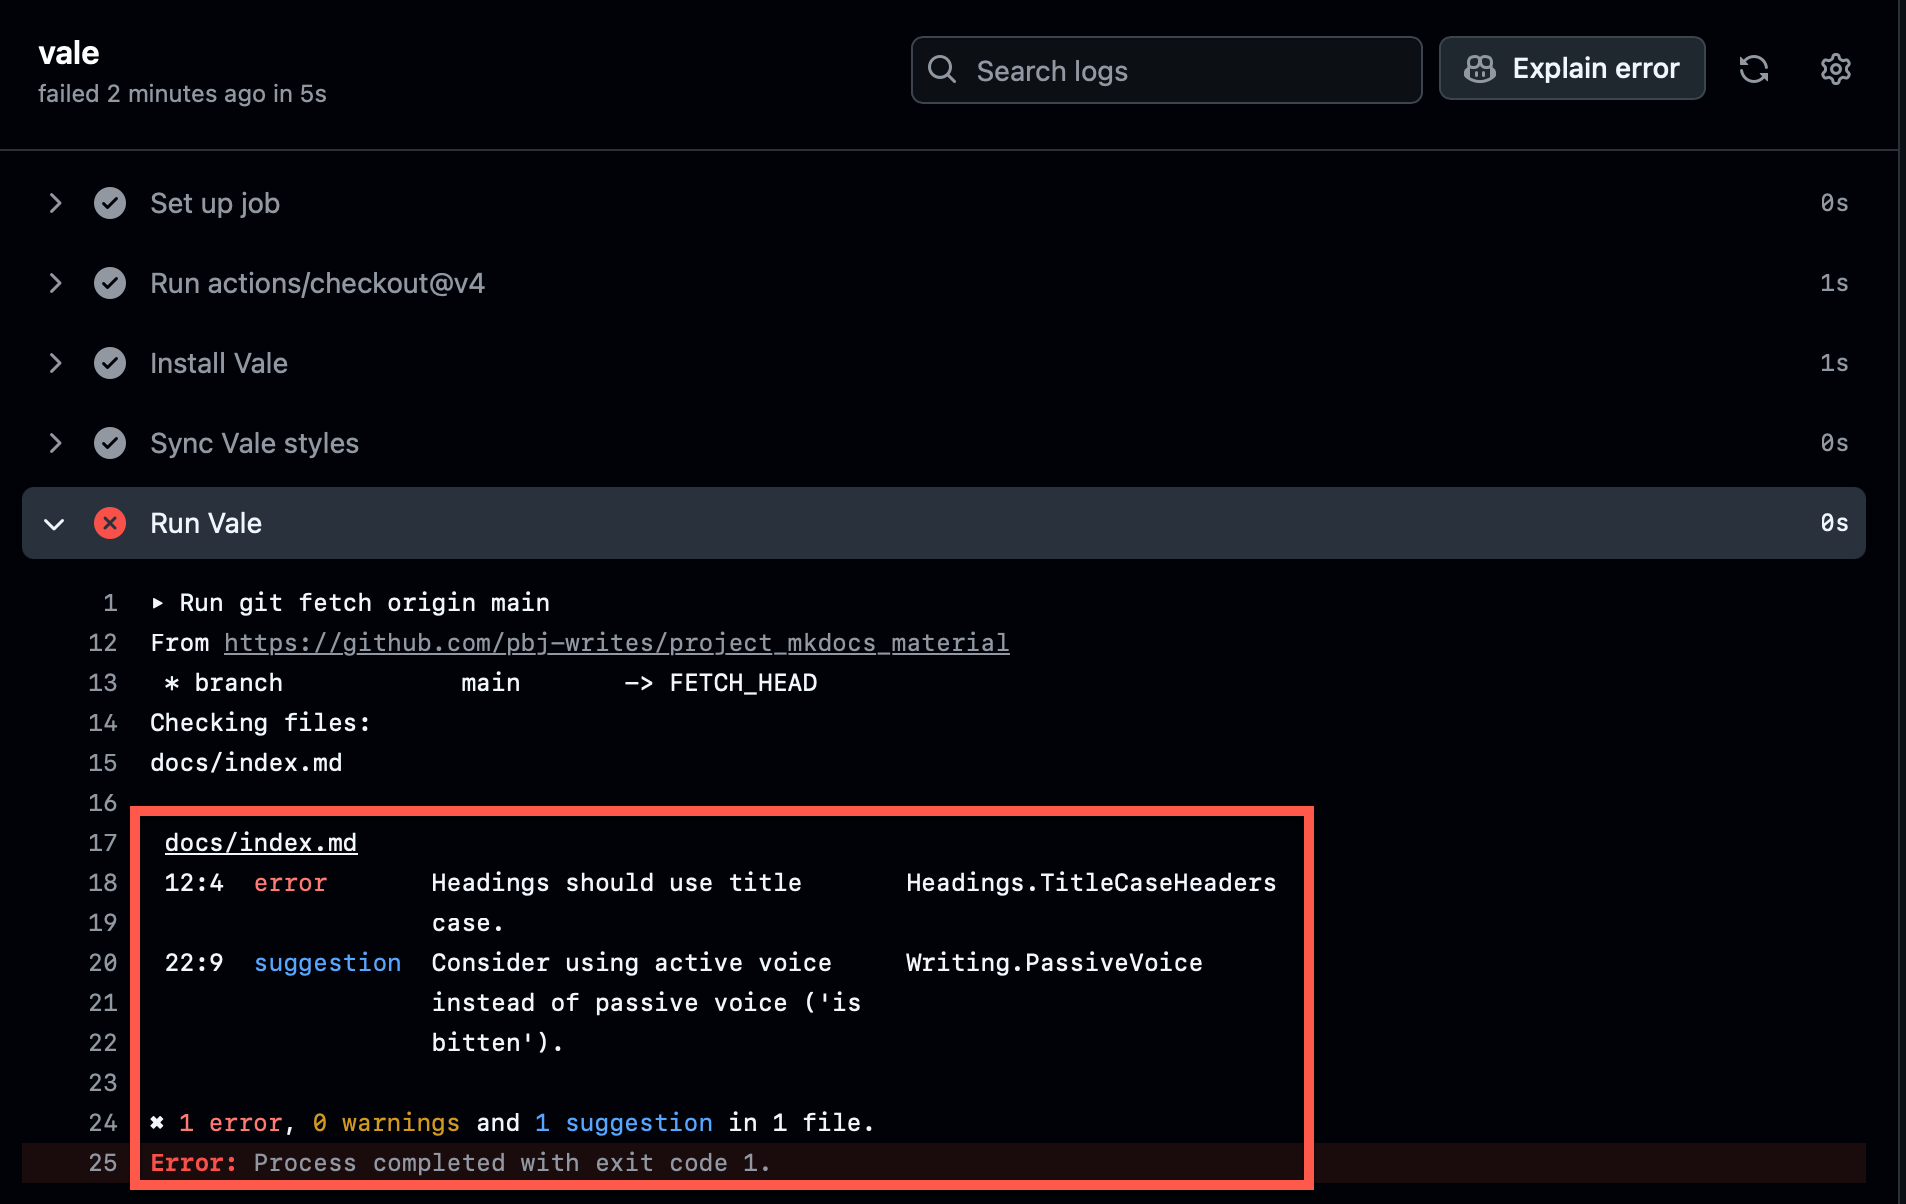 vale
failed 2 minutes ago in 5s
Search logs
Explain error
Set up job 0s
Run actions/checkout@v4 1s
Install Vale 1s
Sync Vale styles 0s
Run Vale 0s
1 ▸ Run git fetch origin main
12 From https://github.com/pbj-writes/project_mkdocs_material
13 * branch main -> FETCH_HEAD
14 Checking files:
15 docs/index.md
16
17 docs/index.md
18 12:4 error Headings should use title Headings.TitleCaseHeaders
19 case.
20 22:9 suggestion Consider using active voice Writing.PassiveVoice
21 instead of passive voice ('is
22 bitten').
23
24 ✖ 1 error, 0 warnings and 1 suggestion in 1 file.
25 Error: Process completed with exit code 1.